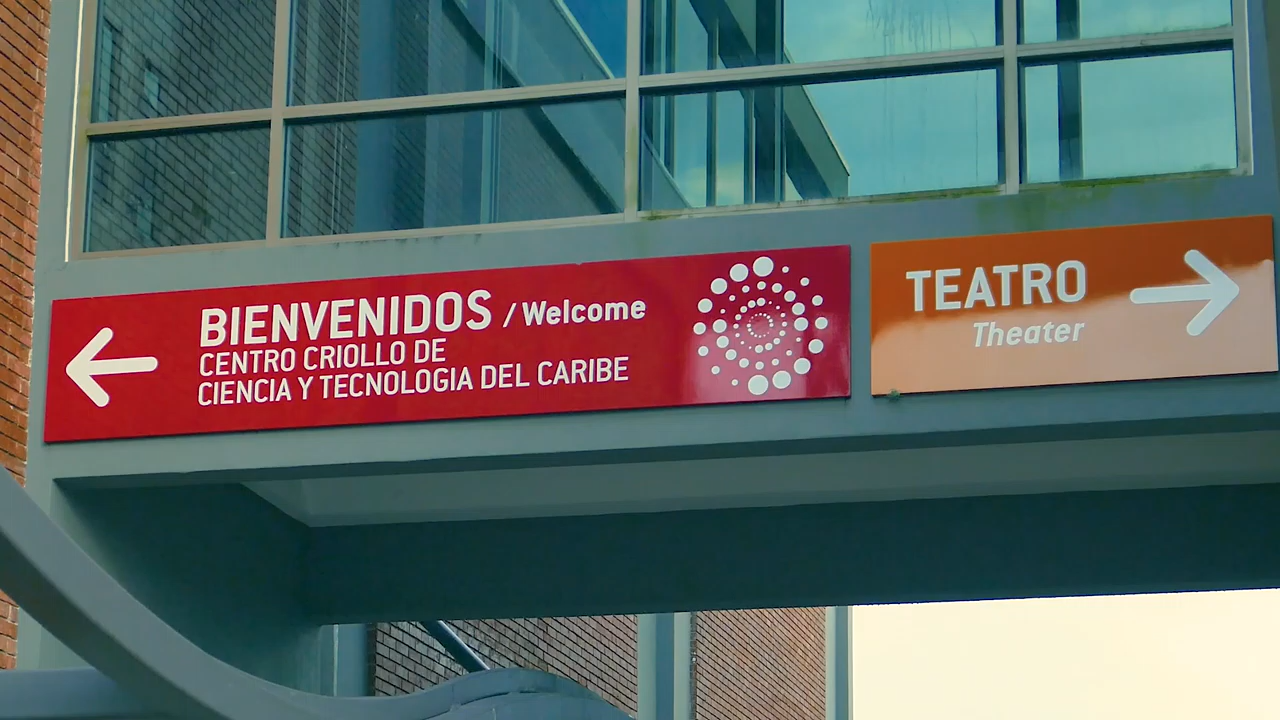 BIENVENIDOS / Welcome
CENTRO CRIOLLO DE
CIENCIA Y TECNOLOGIA DEL CARIBE
TEATRO
Theater